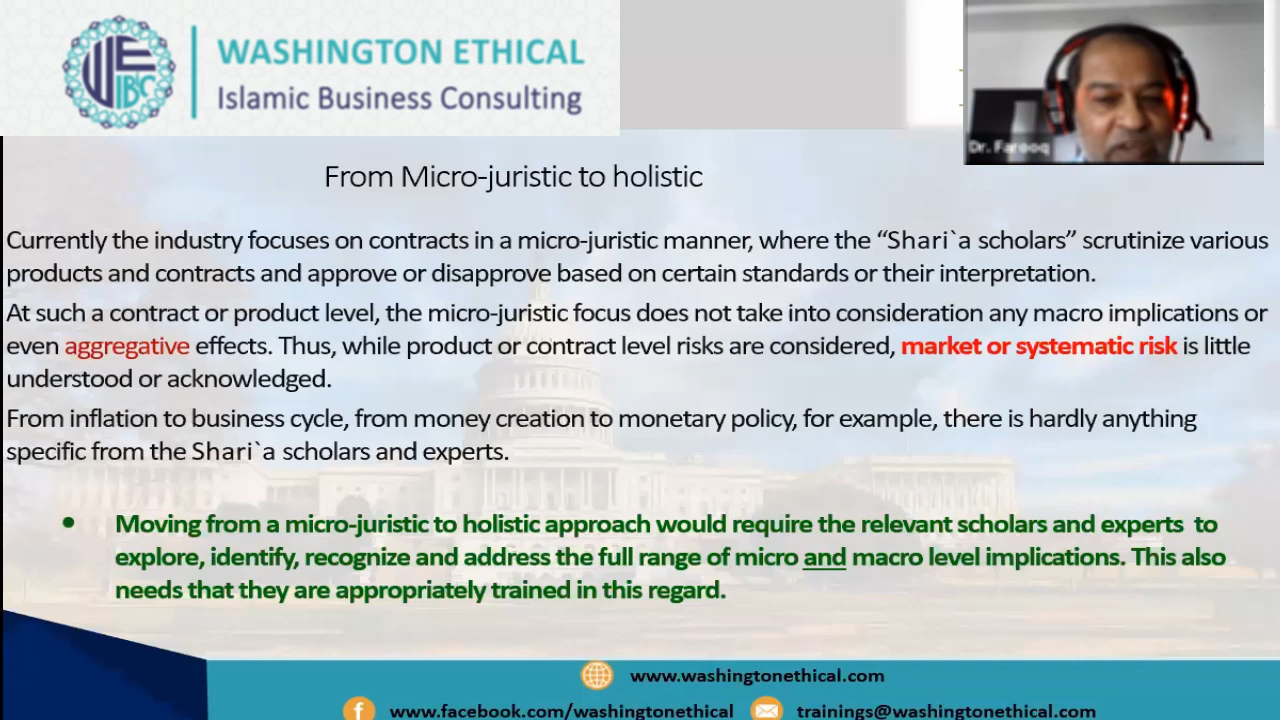 WASHINGTON ETHICAL
Islamic Business Consulting
WEIBC
Dr. Farooq
From Micro-juristic to holistic
Currently the industry focuses on contracts in a micro-juristic manner, where the “Shari`a scholars” scrutinize various
products and contracts and approve or disapprove based on certain standards or their interpretation.
At such a contract or product level, the micro-juristic focus does not take into consideration any macro implications or
even aggregative effects. Thus, while product or contract level risks are considered, market or systematic risk is little
understood or acknowledged.
From inflation to business cycle, from money creation to monetary policy, for example, there is hardly anything
specific from the Shari`a scholars and experts.
• Moving from a micro-juristic to holistic approach would require the relevant scholars and experts to
explore, identify, recognize and address the full range of micro and macro level implications. This also
needs that they are appropriately trained in this regard.
www.washingtonethical.com
www.facebook.com/washingtonethical trainings@washingtonethical.com